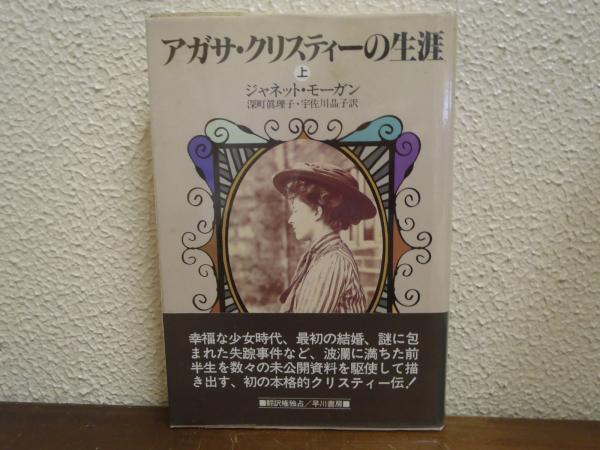 アガサ・クリスティーの生涯
上
ジャネット・モーガン
深町眞理子・宇佐川晶子訳
幸福な少女時代、最初の結婚、謎に包
まれた失踪事件など、波瀾に満ちた前
半生を数々の未公開資料を駆使して描
き出す、初の本格的クリスティー伝!
■翻訳権独占/早川書房■